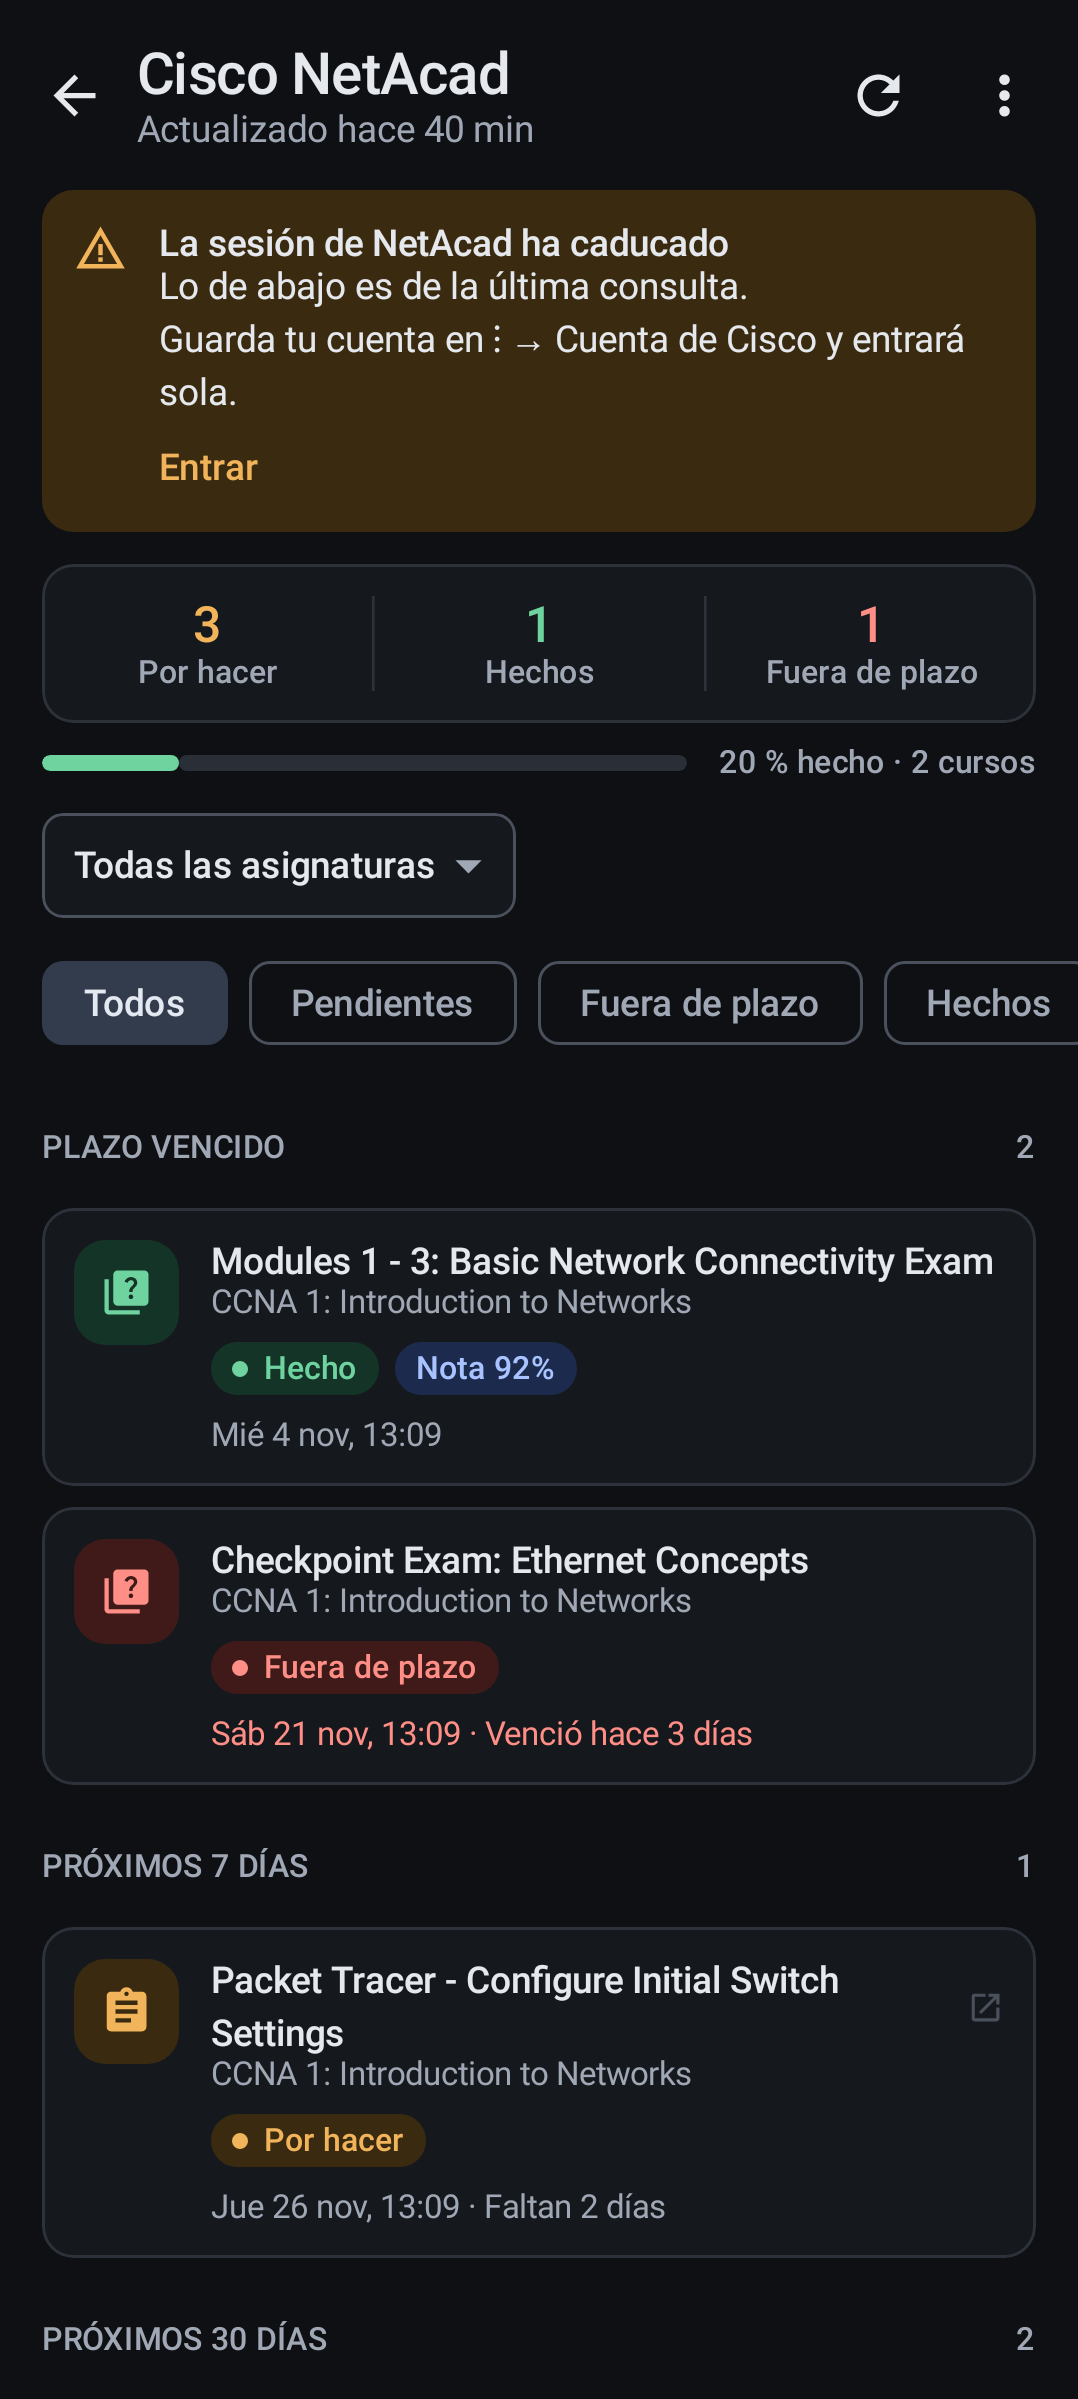 Cisco NetAcad
Actualizado hace 40 min
La sesión de NetAcad ha caducado
Lo de abajo es de la última consulta.
Guarda tu cuenta en ⋮ → Cuenta de Cisco y entrará
sola.
Entrar
3
Por hacer
1
Hechos
1
Fuera de plazo
20 % hecho · 2 cursos
Todas las asignaturas
Todos
Pendientes
Fuera de plazo
Hechos
PLAZO VENCIDO
2
Modules 1 - 3: Basic Network Connectivity Exam
CCNA 1: Introduction to Networks
Hecho
Nota 92%
Mié 4 nov, 13:09
Checkpoint Exam: Ethernet Concepts
CCNA 1: Introduction to Networks
Fuera de plazo
Sáb 21 nov, 13:09 · Venció hace 3 días
PRÓXIMOS 7 DÍAS
1
Packet Tracer - Configure Initial Switch
Settings
CCNA 1: Introduction to Networks
Por hacer
Jue 26 nov, 13:09 · Faltan 2 días
PRÓXIMOS 30 DÍAS
2